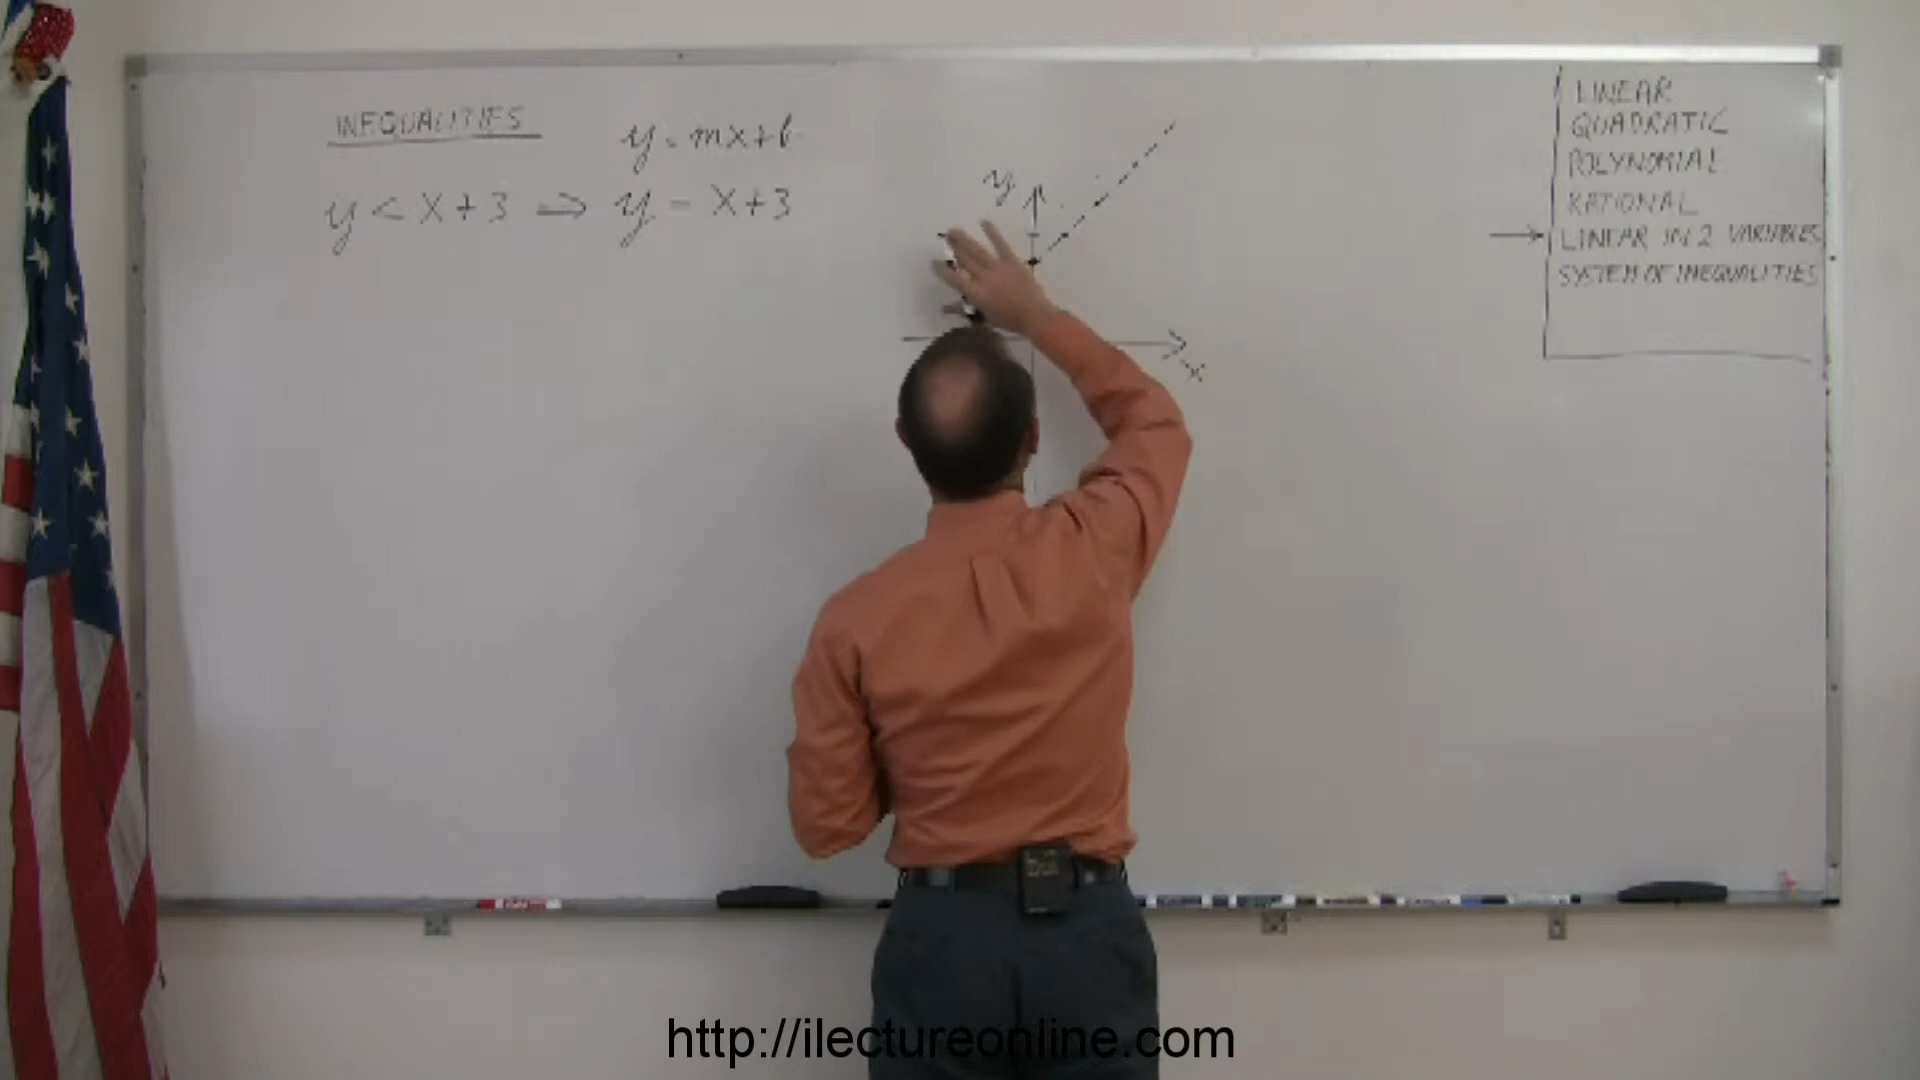 INEQUALITIES
y = mx+b
y < x + 3 ⇒ y = x+3
y
x
LINEAR
QUADRATIC
POLYNOMIAL
RATIONAL
→ LINEAR IN 2 VARIABLES
SYSTEM OF INEQUALITIES
http://ilectureonline.com